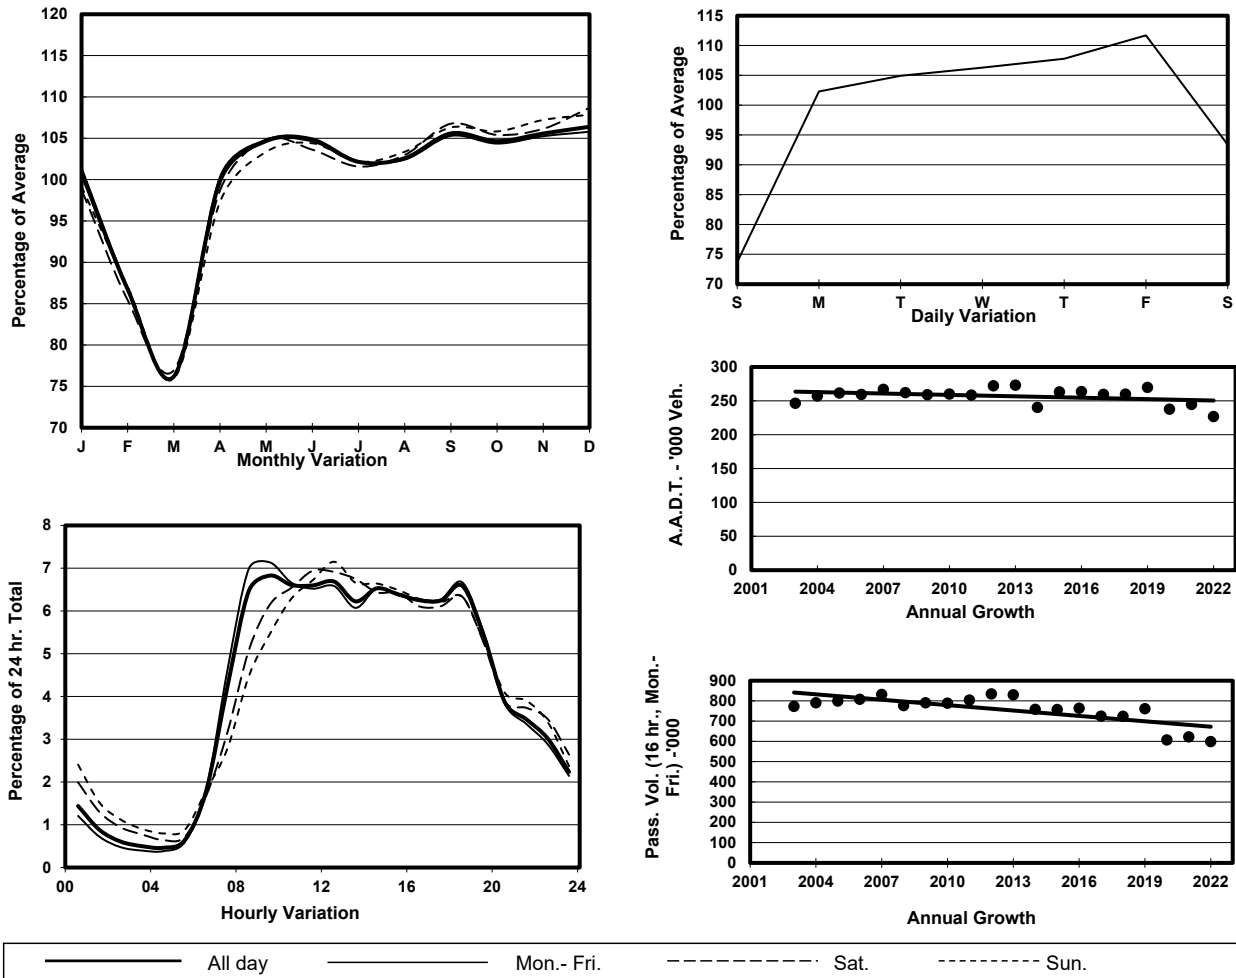 Percentage of Average
120
115
110
105
100
95
90
85
80
75
70
J F M A M J J A S O N D
Monthly Variation
Percentage of Average
115
110
105
100
95
90
85
80
75
70
S M T W T F S
Daily Variation
A.A.D.T. - '000 Veh.
300
250
200
150
100
50
0
2001 2004 2007 2010 2013 2016 2019 2022
Annual Growth
Percentage of 24 hr. Total
8
7
6
5
4
3
2
1
0
00 04 08 12 16 20 24
Hourly Variation
Pass. Vol. (16 hr., Mon.-
Fri.) -'000
900
800
700
600
500
400
300
200
100
0
2001 2004 2007 2010 2013 2016 2019 2022
Annual Growth
All day Mon.- Fri. Sat. Sun.